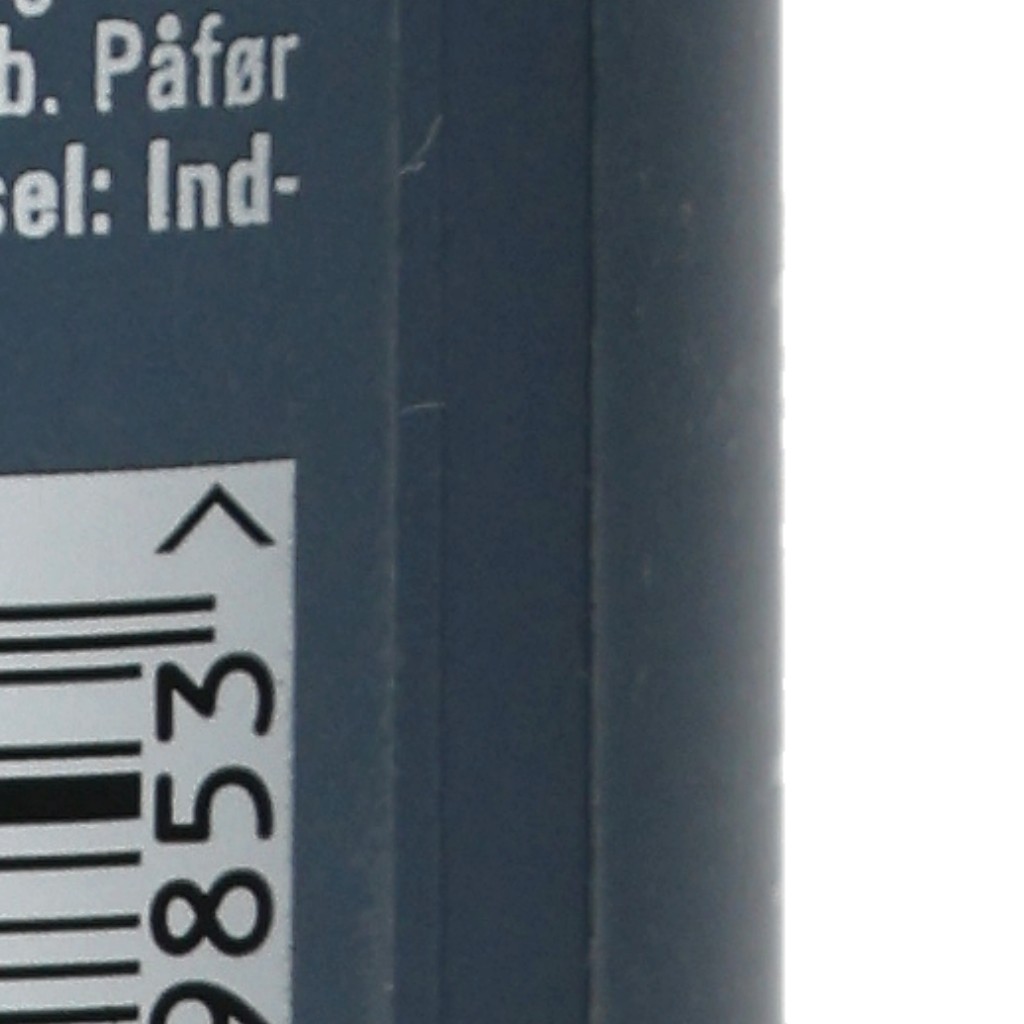 b. Påfør
sel: Ind-
9853>